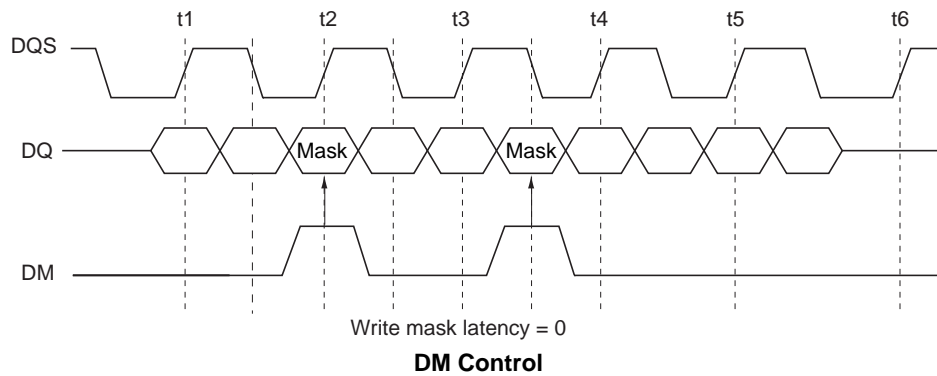 t1 t2 t3 t4 t5 t6
DQS
DQ Mask Mask
DM
Write mask latency = 0
DM Control